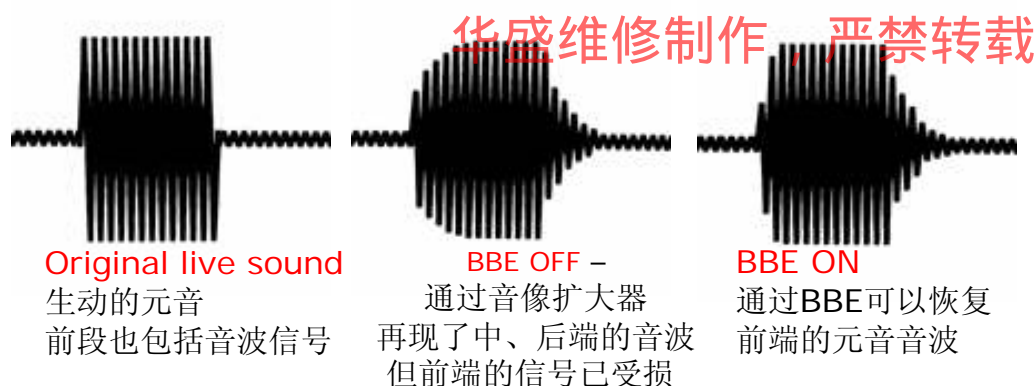 华盛维修制作，严禁转载
Original live sound
生动的元音
前段也包括音波信号
BBE OFF –
通过音像扩大器
再现了中、后端的音波
但前端的信号已受损
BBE ON
通过BBE可以恢复
前端的元音音波